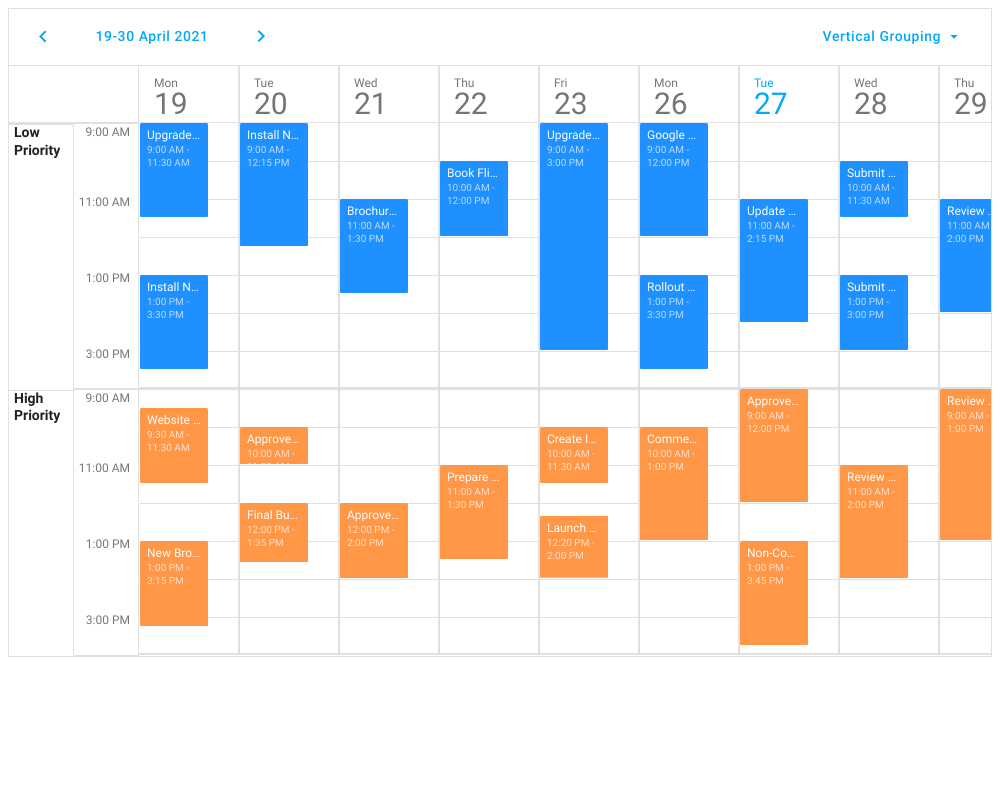 19-30 April 2021
Vertical Grouping
Mon
19
Tue
20
Wed
21
Thu
22
Fri
23
Mon
26
Tue
27
Wed
28
Thu
29
Low
Priority
9:00 AM
11:00 AM
1:00 PM
3:00 PM
Upgrade...
9:00 AM -
11:30 AM
Install N...
1:00 PM -
3:30 PM
Install N...
9:00 AM -
12:15 PM
Brochur...
11:00 AM -
1:30 PM
Book Fli...
10:00 AM -
12:00 PM
Upgrade...
9:00 AM -
3:00 PM
Google ...
9:00 AM -
12:00 PM
Rollout ...
1:00 PM -
3:30 PM
Update ...
11:00 AM -
2:15 PM
Submit ...
10:00 AM -
11:30 AM
Submit ...
1:00 PM -
3:00 PM
Review .
11:00 AM
2:00 PM
High
Priority
9:00 AM
11:00 AM
1:00 PM
3:00 PM
Website ...
9:30 AM -
11:30 AM
New Bro...
1:00 PM -
3:15 PM
Approve...
10:00 AM -
Final Bu...
12:00 PM -
1:35 PM
Approve...
12:00 PM -
2:00 PM
Prepare ...
11:00 AM -
1:30 PM
Create I...
10:00 AM -
11:30 AM
Launch ...
12:20 PM -
2:00 PM
Comme...
10:00 AM -
1:00 PM
Approve...
9:00 AM -
12:00 PM
Non-Co...
1:00 PM -
3:45 PM
Review ...
11:00 AM -
2:00 PM
Review .
9:00 AM -
1:00 PM